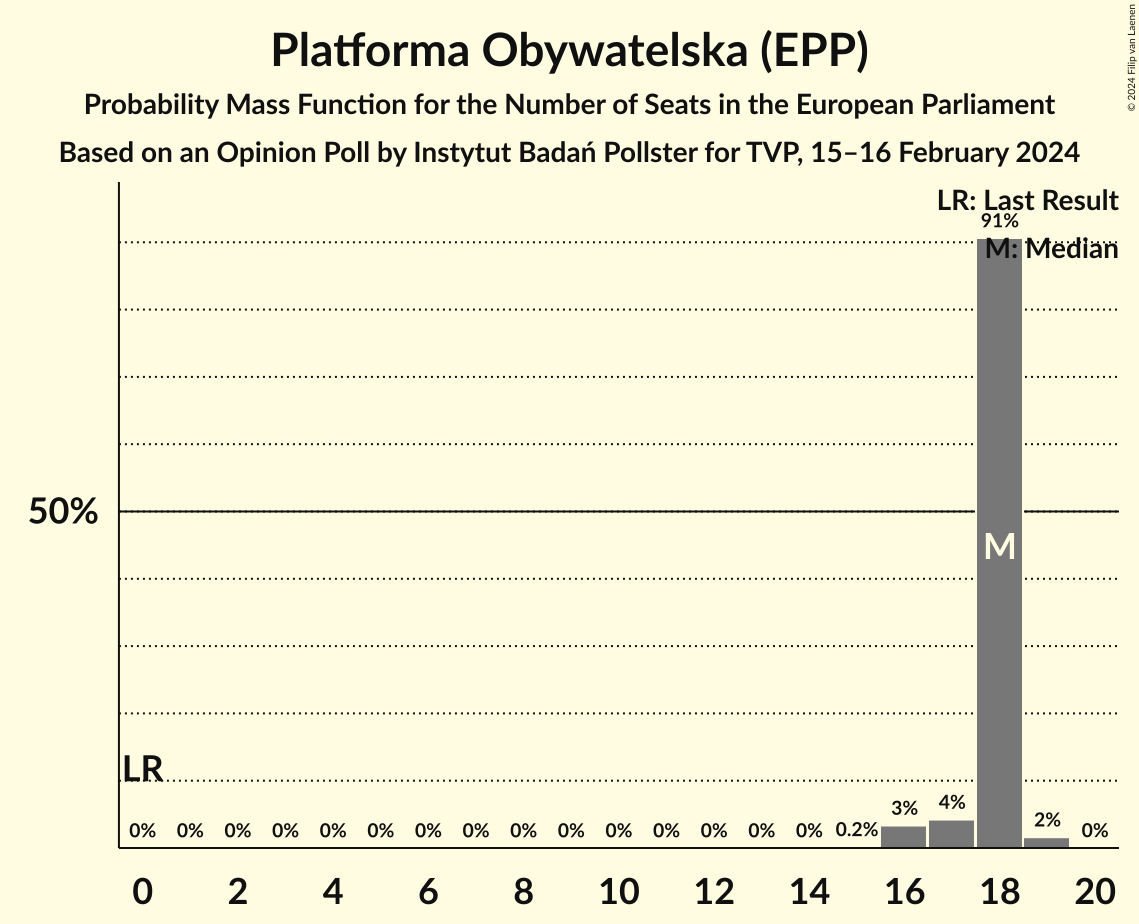 Platforma Obywatelska (EPP)
Probability Mass Function for the Number of Seats in the European Parliament
Based on an Opinion Poll by Instytut Badań Pollster for TVP, 15–16 February 2024
© 2024 Filip van Laenen
LR: Last Result
91%
M: Median
50%
M
LR
0% 0% 0% 0% 0% 0% 0% 0% 0% 0% 0% 0% 0% 0% 0% 0.2% 3% 4% 2% 0%
0 2 4 6 8 10 12 14 16 18 20